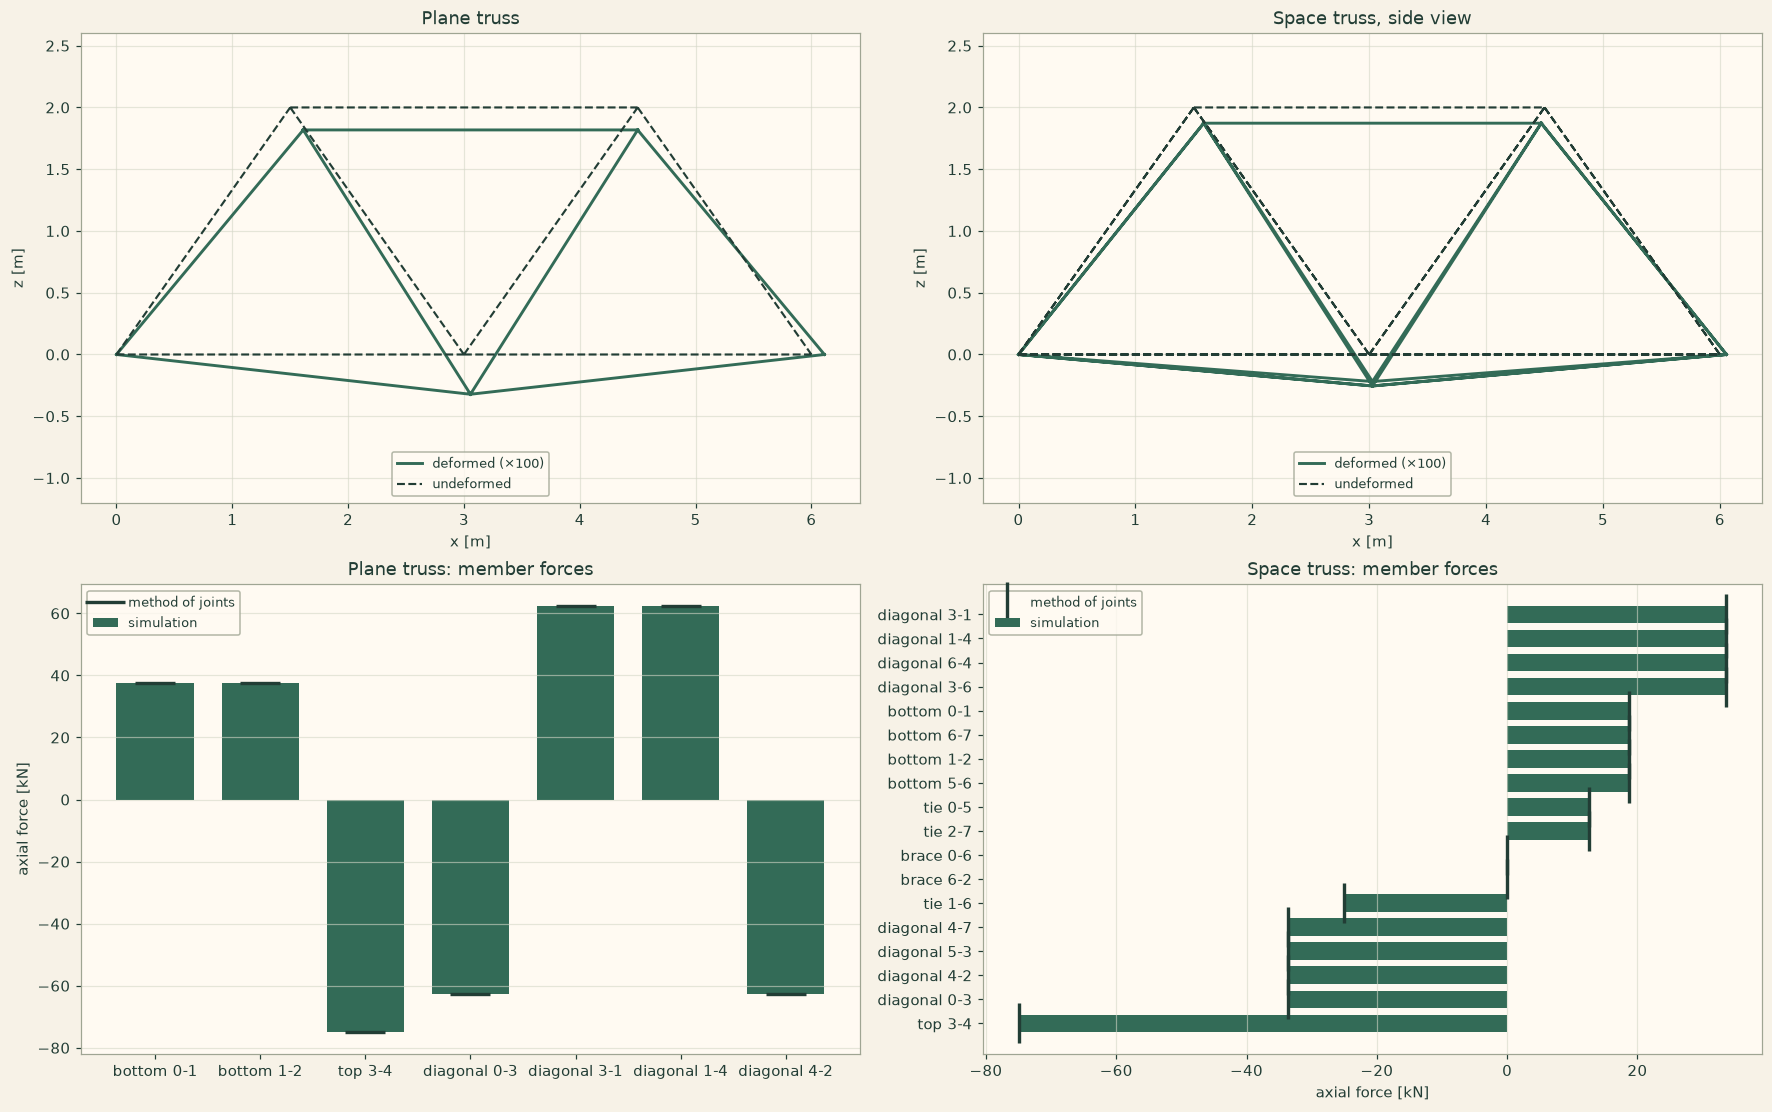 Plane truss
2.5
2.0
1.5
1.0
0.5
0.0
−0.5
−1.0
z [m]
deformed (×100)
undeformed
0 1 2 3 4 5 6
x [m]
Space truss, side view
2.5
2.0
1.5
1.0
0.5
0.0
−0.5
−1.0
z [m]
deformed (×100)
undeformed
0 1 2 3 4 5 6
x [m]
Plane truss: member forces
method of joints
simulation
60
40
20
0
−20
−40
−60
−80
axial force [kN]
bottom 0-1 bottom 1-2 top 3-4 diagonal 0-3 diagonal 3-1 diagonal 1-4 diagonal 4-2
Space truss: member forces
method of joints
simulation
diagonal 3-1
diagonal 1-4
diagonal 6-4
diagonal 3-6
bottom 0-1
bottom 6-7
bottom 1-2
bottom 5-6
tie 0-5
tie 2-7
brace 0-6
brace 6-2
tie 1-6
diagonal 4-7
diagonal 5-3
diagonal 4-2
diagonal 0-3
top 3-4
−80 −60 −40 −20 0 20
axial force [kN]